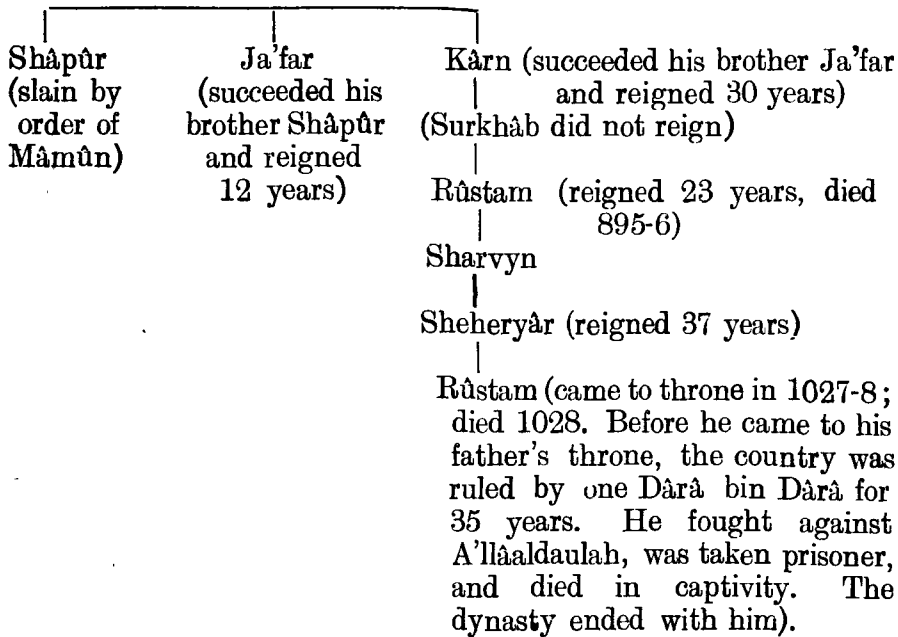 Shâpûr
(slain by
order of
Mâmûn)
Ja'far
(succeeded his
brother Shâpûr
and reigned
12 years)
Kârn (succeeded his brother Ja'far
and reigned 30 years)
(Surkhâb did not reign)
Rûstam (reigned 23 years, died
895-6)
Sharvyn
Sheheryâr (reigned 37 years)
Rûstam (came to throne in 1027-8;
died 1028. Before he came to his
father's throne, the country was
ruled by one Dârâ bin Dârâ for
35 years. He fought against
A'llâaldaulah, was taken prisoner,
and died in captivity. The
dynasty ended with him).